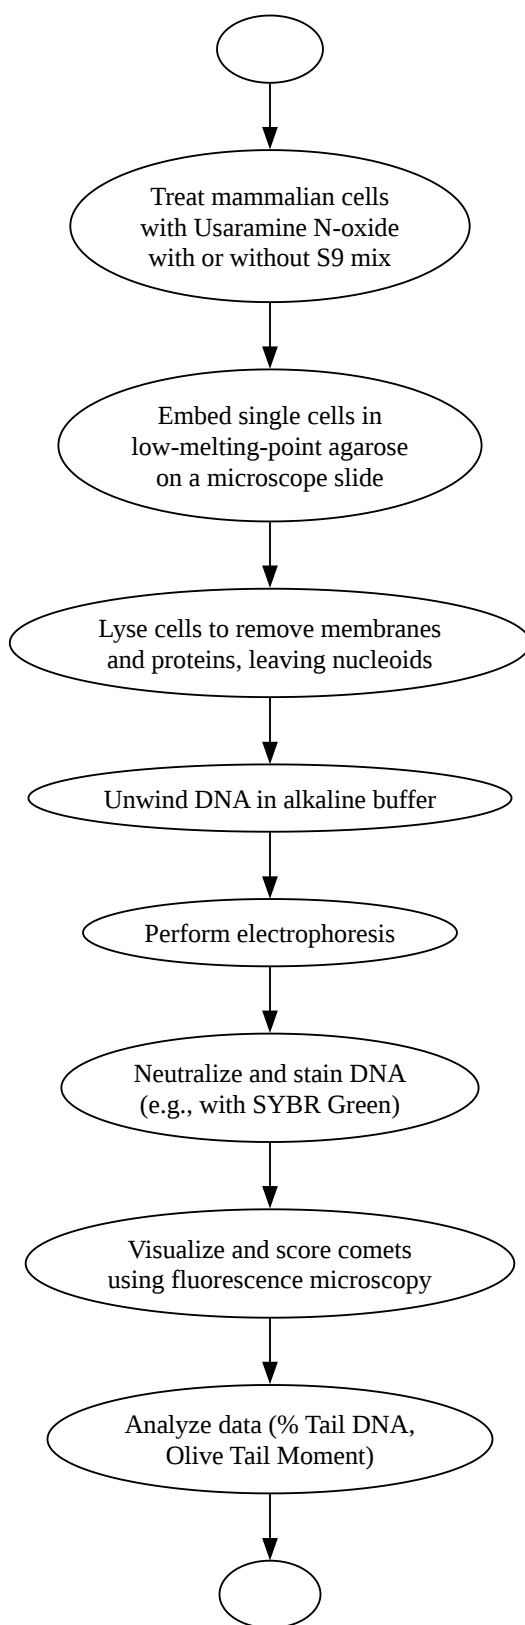 Treat mammalian cells
with Usaramine N-oxide
with or without S9 mix
Embed single cells in
low-melting-point agarose
on a microscope slide
Lyse cells to remove membranes
and proteins, leaving nucleoids
Unwind DNA in alkaline buffer
Perform electrophoresis
Neutralize and stain DNA
(e.g., with SYBR Green)
Visualize and score comets
using fluorescence microscopy
Analyze data (% Tail DNA,
Olive Tail Moment)